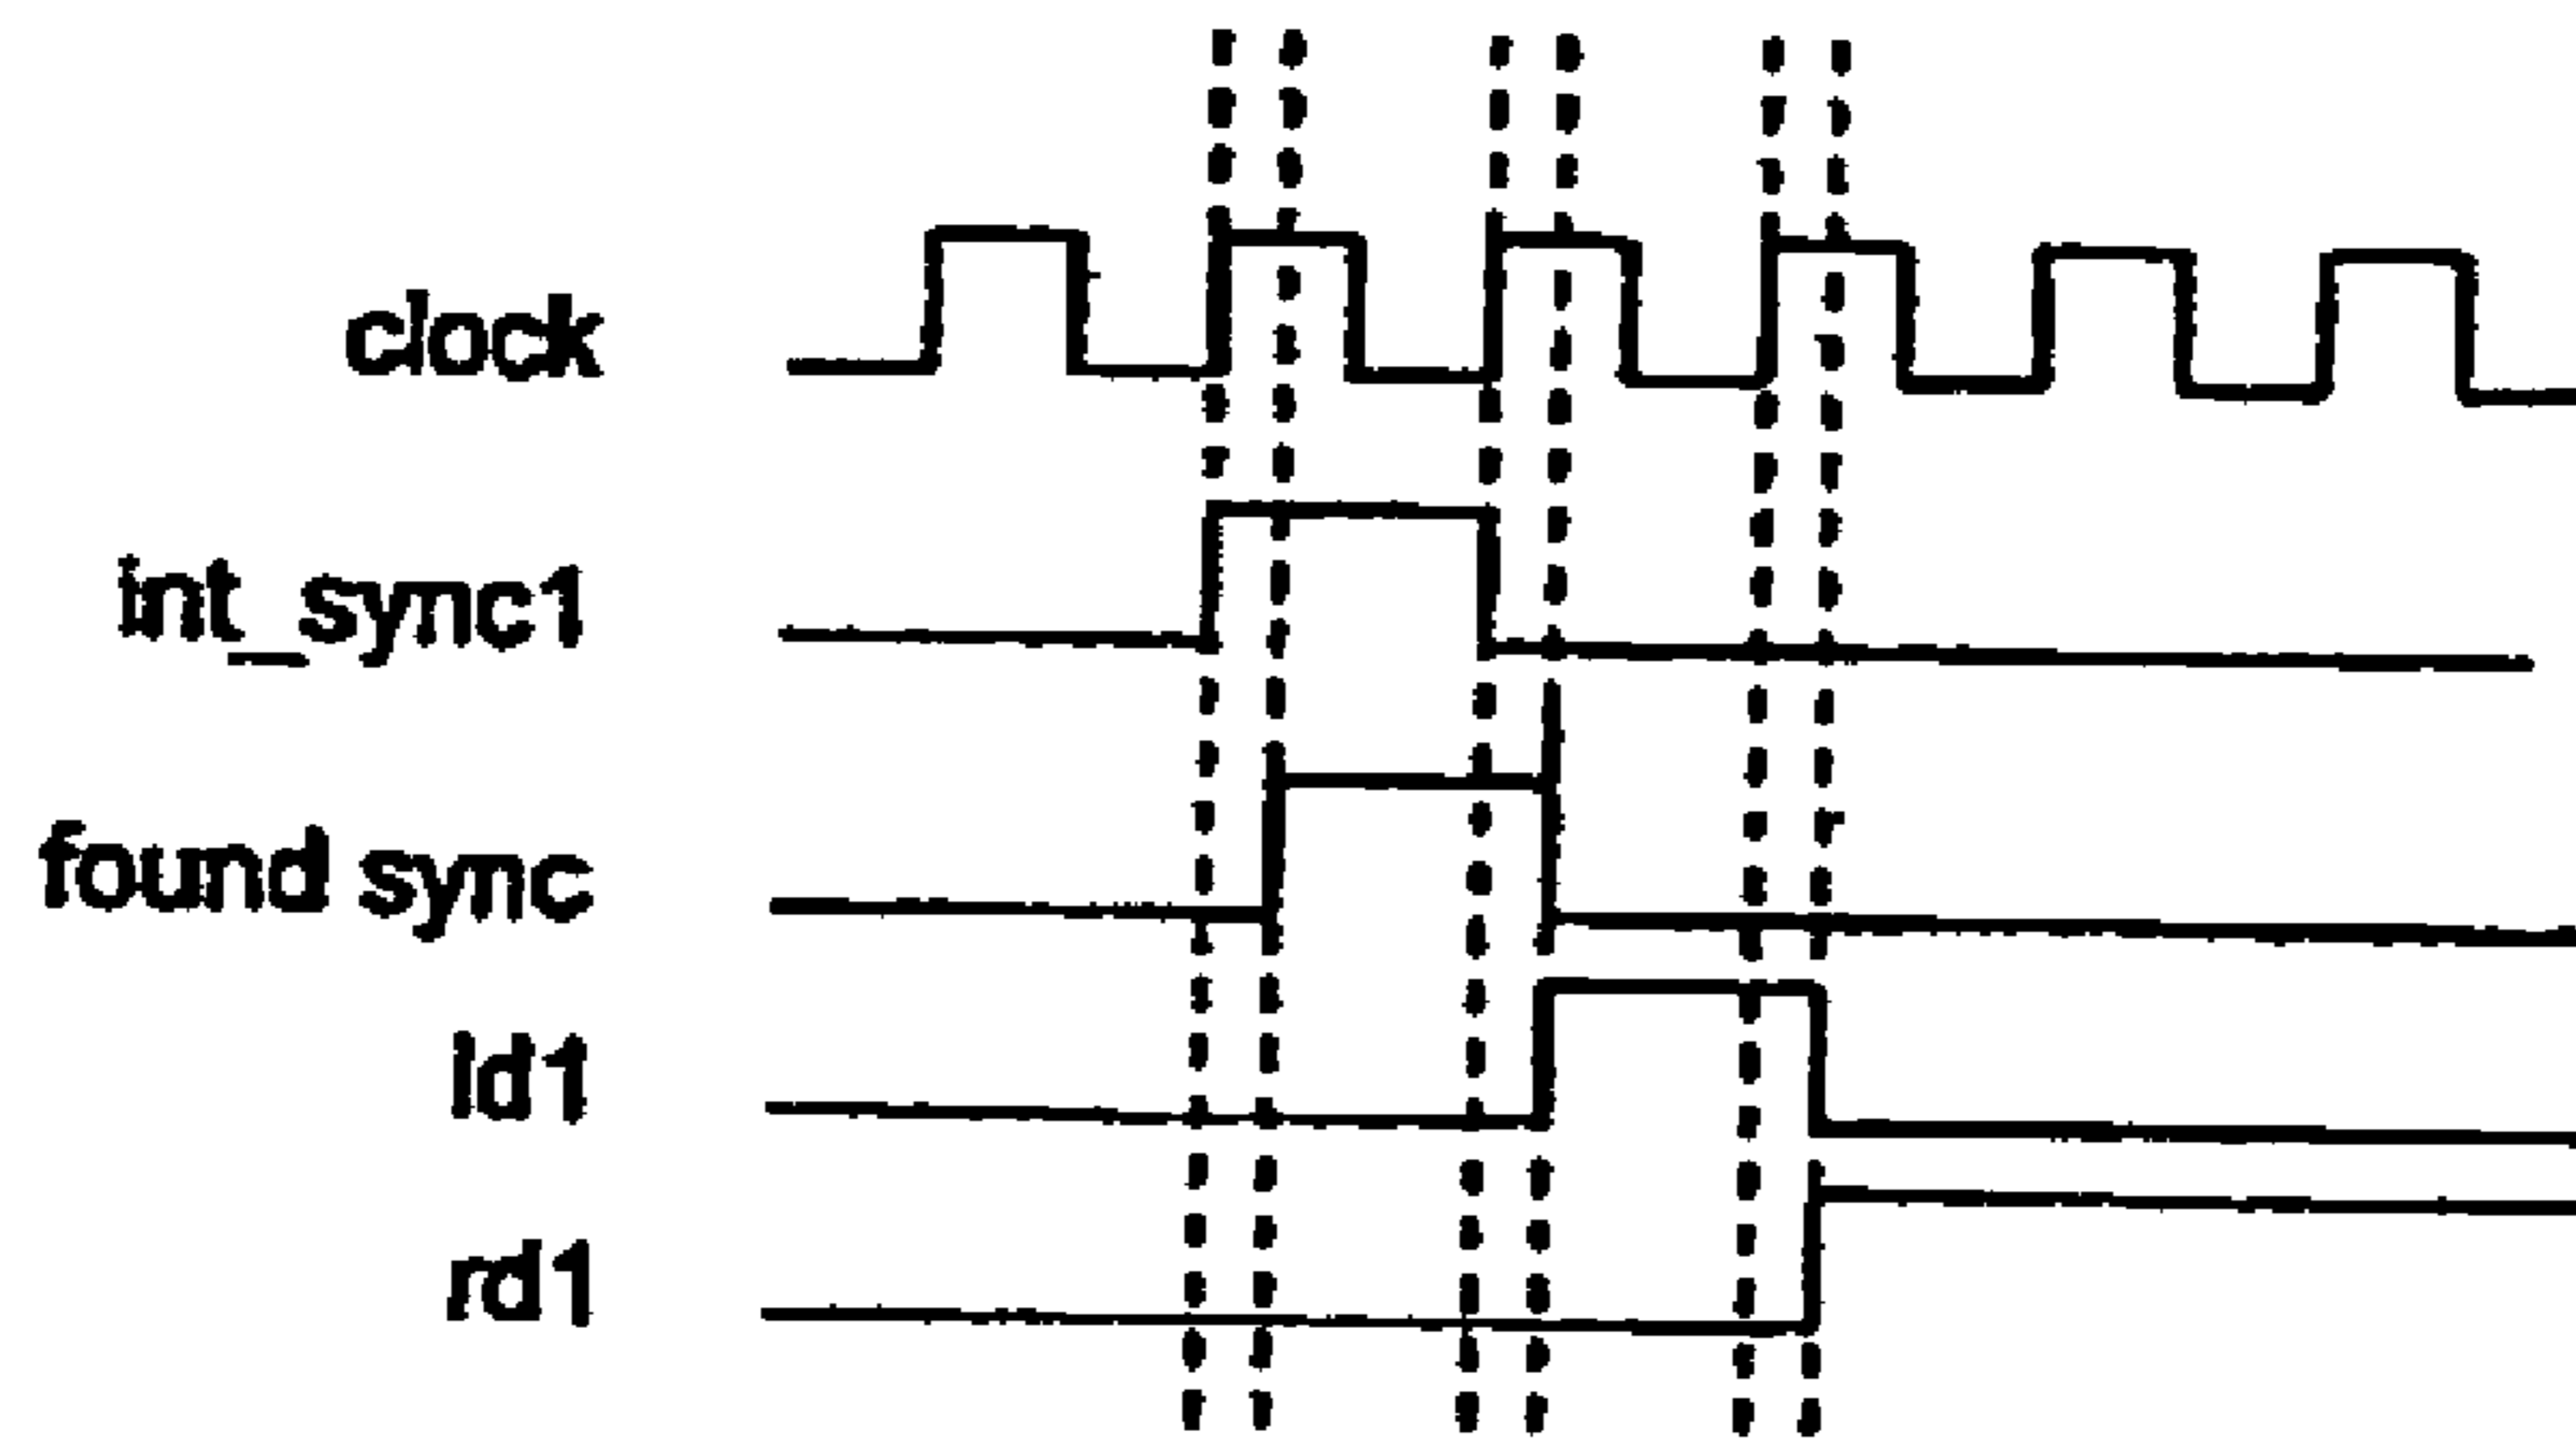 clock
int_sync1
found sync
ld1
rd1